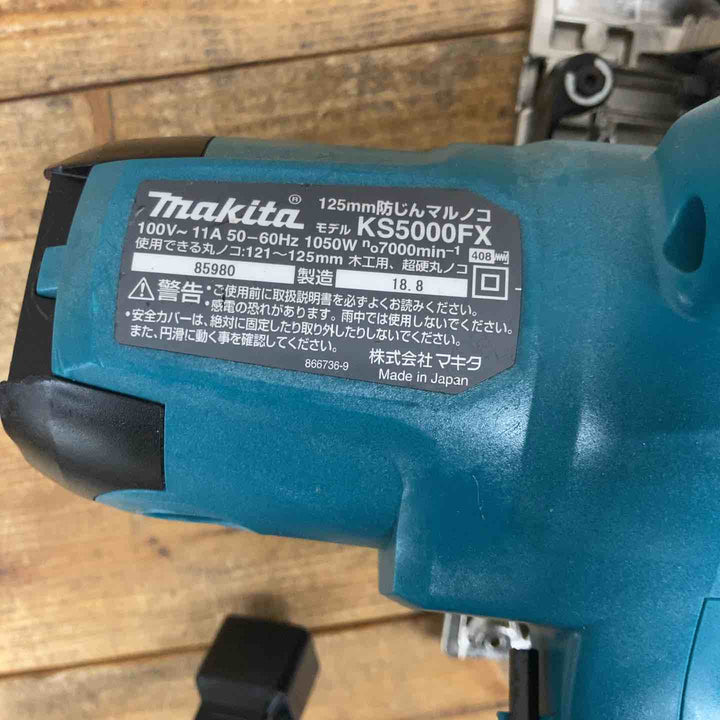 makita®
125mm防じんマルノコ
モデル KS5000FX
100V～ 11A 50-60Hz 1050W n₀7000min⁻¹
使用できる丸ノコ:121～125mm 木工用、超硬丸ノコ
408
85980 製造 18.8
警告 ・ご使用前に取扱説明書を必ずよくお読みください。
・感電の恐れがあります。雨中では使用しないでください。
・安全カバーは、絶対に固定したり取り外したりしないでください。
また、円滑に動く事を確認してください。
866736-9
株式会社マキタ
Made in Japan